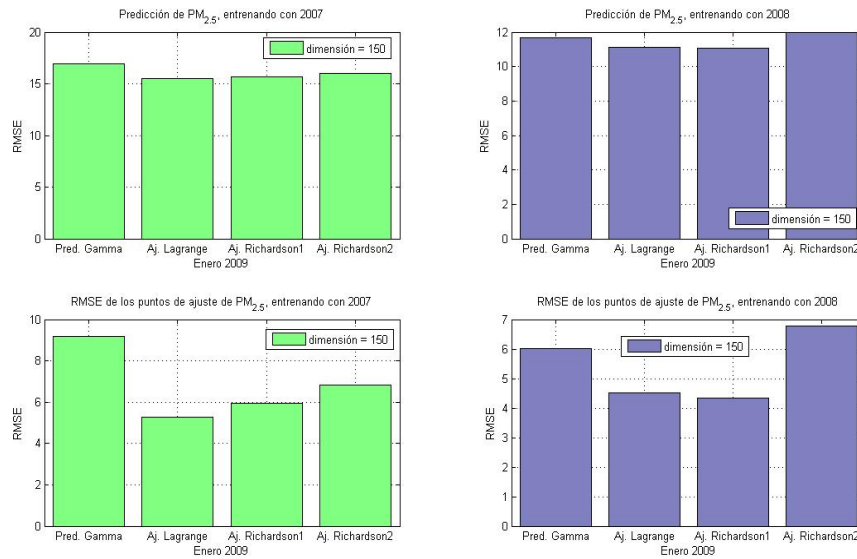 Predicción de PM2.5, entrenando con 2007
20
15
10
5
0
RMSE
dimensión = 150
Pred. Gamma Aj. Lagrange Aj. Richardson1 Aj. Richardson2
Enero 2009
Predicción de PM2.5, entrenando con 2008
12
10
8
6
4
2
0
RMSE
dimensión = 150
Pred. Gamma Aj. Lagrange Aj. Richardson1 Aj. Richardson2
Enero 2009
RMSE de los puntos de ajuste de PM2.5, entrenando con 2007
10
8
6
4
2
0
RMSE
dimensión = 150
Pred. Gamma Aj. Lagrange Aj. Richardson1 Aj. Richardson2
Enero 2009
RMSE de los puntos de ajuste de PM2.5, entrenando con 2008
7
6
5
4
3
2
1
0
RMSE
dimensión = 150
Pred. Gamma Aj. Lagrange Aj. Richardson1 Aj. Richardson2
Enero 2009